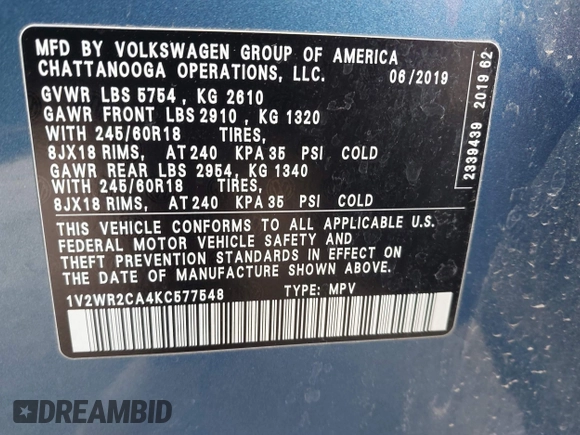 MFD BY VOLKSWAGEN GROUP OF AMERICA
CHATTANOOGA OPERATIONS, LLC. 06/2019
GVWR LBS 5754 , KG 2610
GAWR FRONT LBS 2910 , KG 1320
WITH 245/60R18 TIRES,
8JX18 RIMS, AT 240 KPA 35 PSI COLD
GAWR REAR LBS 2954, KG 1340
WITH 245/60R18 TIRES,
8JX18 RIMS, AT 240 KPA 35 PSI COLD
THIS VEHICLE CONFORMS TO ALL APPLICABLE U.S.
FEDERAL MOTOR VEHICLE SAFETY AND
THEFT PREVENTION STANDARDS IN EFFECT ON
THE DATE OF MANUFACTURE SHOWN ABOVE.
1V2WR2CA4KC577548 TYPE: MPV
2339439 2019 62
DREAMBID